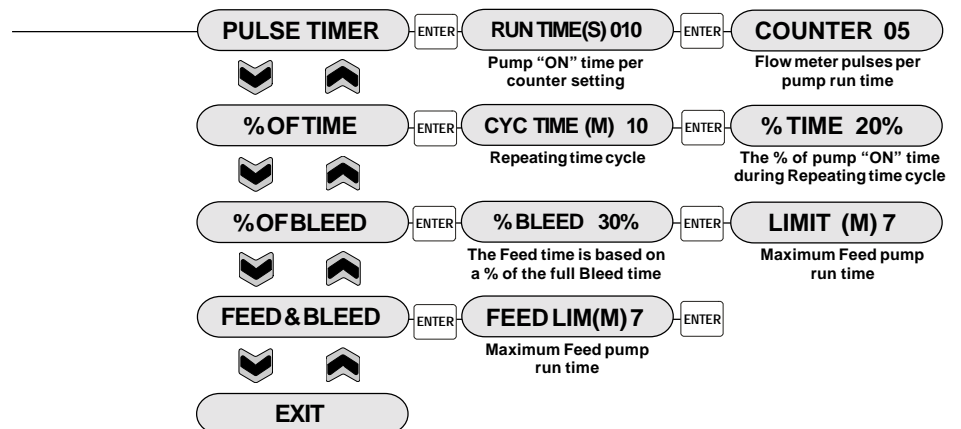 PULSE TIMER ENTER RUN TIME(S) 010 ENTER COUNTER 05
Pump “ON” time per
counter setting
Flow meter pulses per
pump run time
% OF TIME ENTER CYC TIME (M) 10 ENTER % TIME 20%
Repeating time cycle
The % of pump “ON” time
during Repeating time cycle
% OF BLEED ENTER % BLEED 30% ENTER LIMIT (M) 7
The Feed time is based on
a % of the full Bleed time
Maximum Feed pump
run time
FEED & BLEED ENTER FEED LIM(M) 7 ENTER
Maximum Feed pump
run time
EXIT